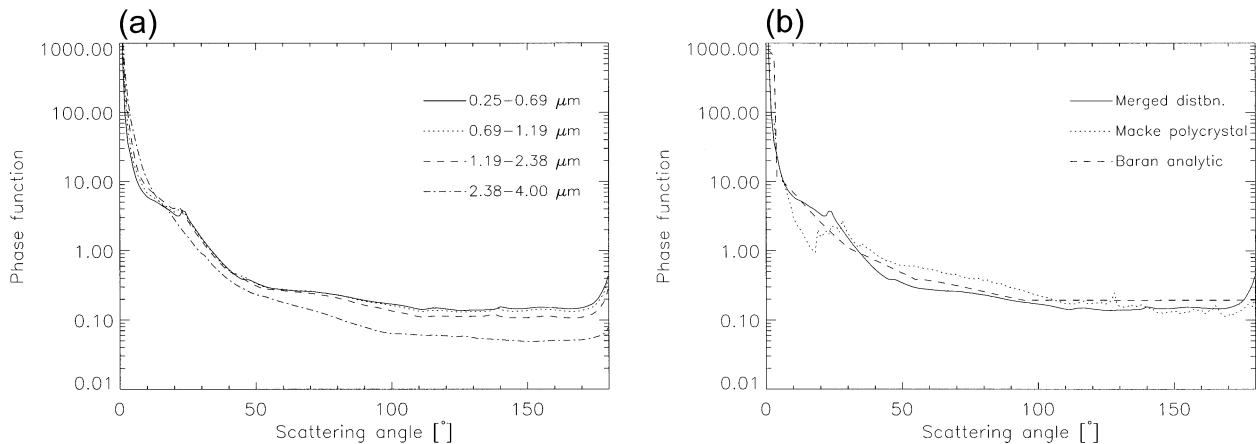 (a)
1000.00
100.00
10.00
1.00
0.10
0.01
Phase function
0.25−0.69 μm
0.69−1.19 μm
1.19−2.38 μm
2.38−4.00 μm
0 50 100 150
Scattering angle [°]
(b)
1000.00
100.00
10.00
1.00
0.10
0.01
Phase function
Merged distbn.
Macke polycrystal
Baran analytic
0 50 100 150
Scattering angle [°]